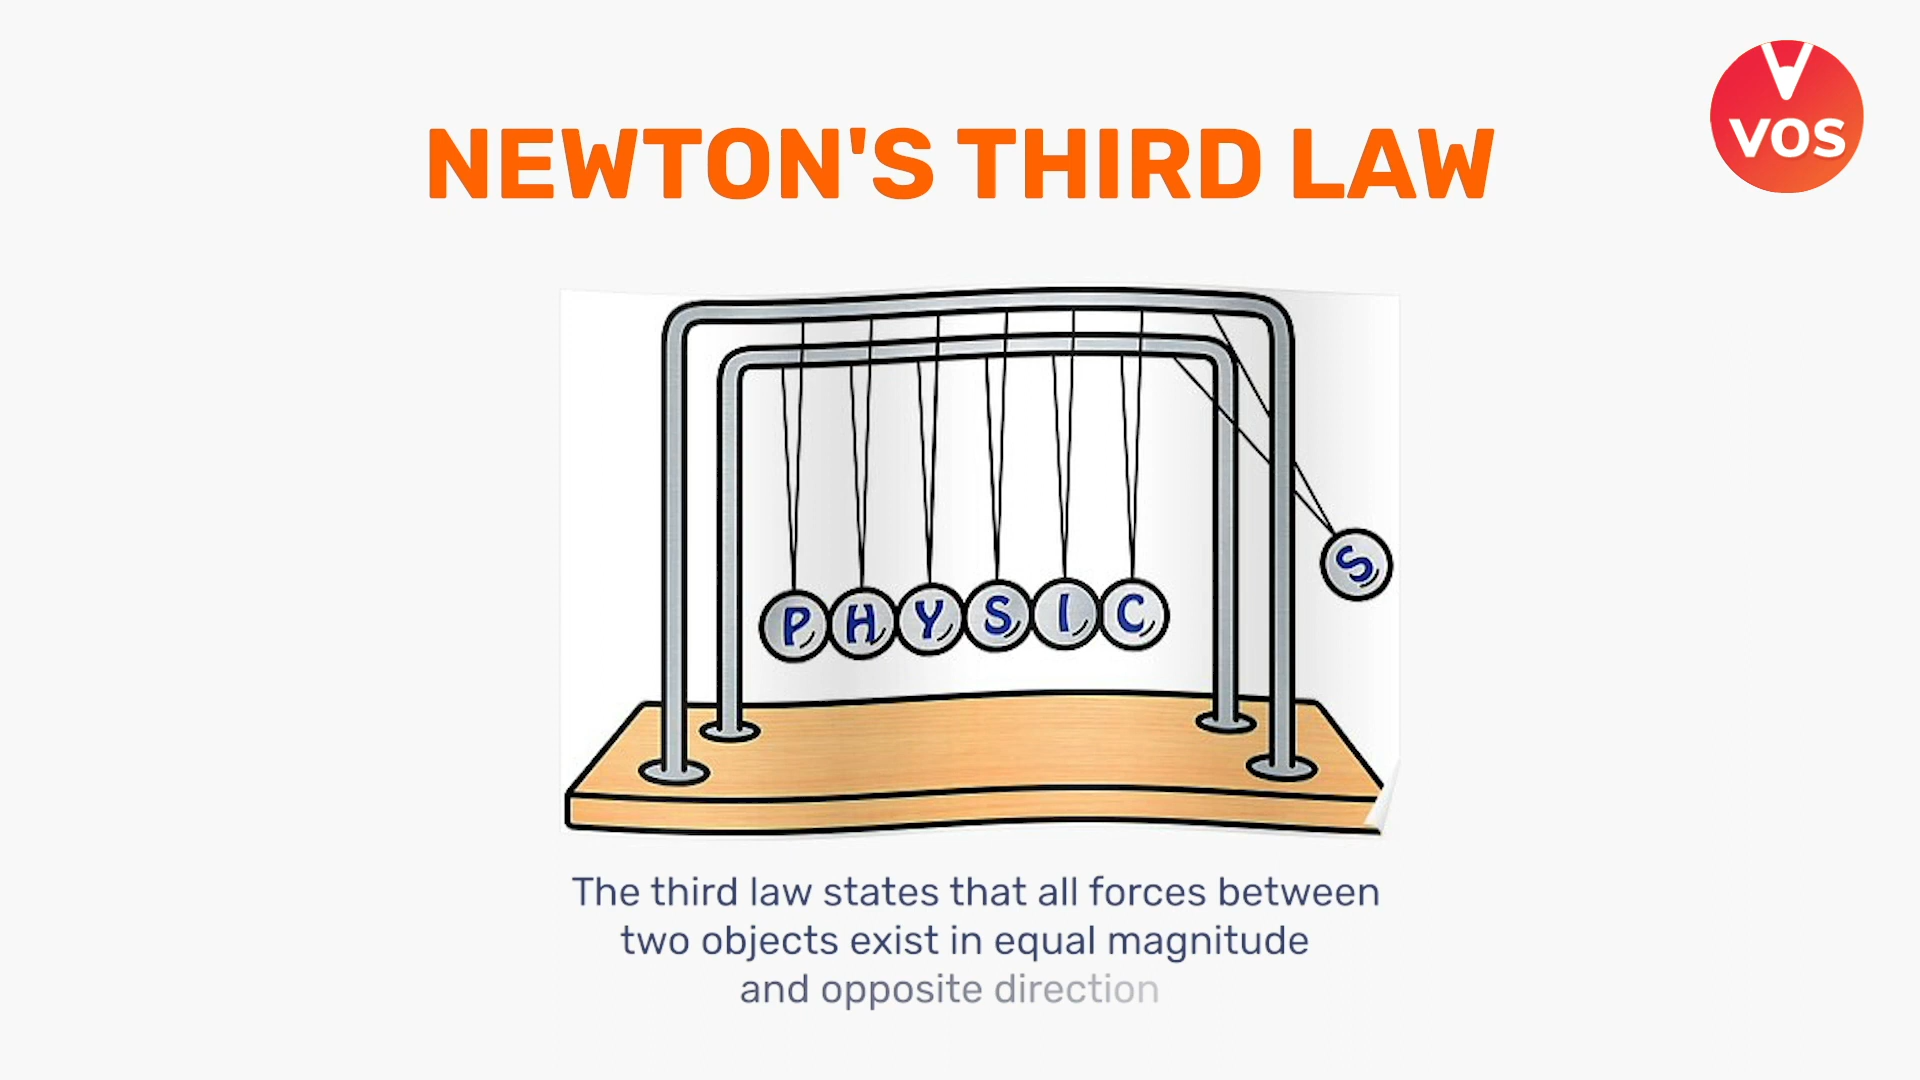 VOS
NEWTON'S THIRD LAW
P H Y S I C S
The third law states that all forces between
two objects exist in equal magnitude
and opposite direction